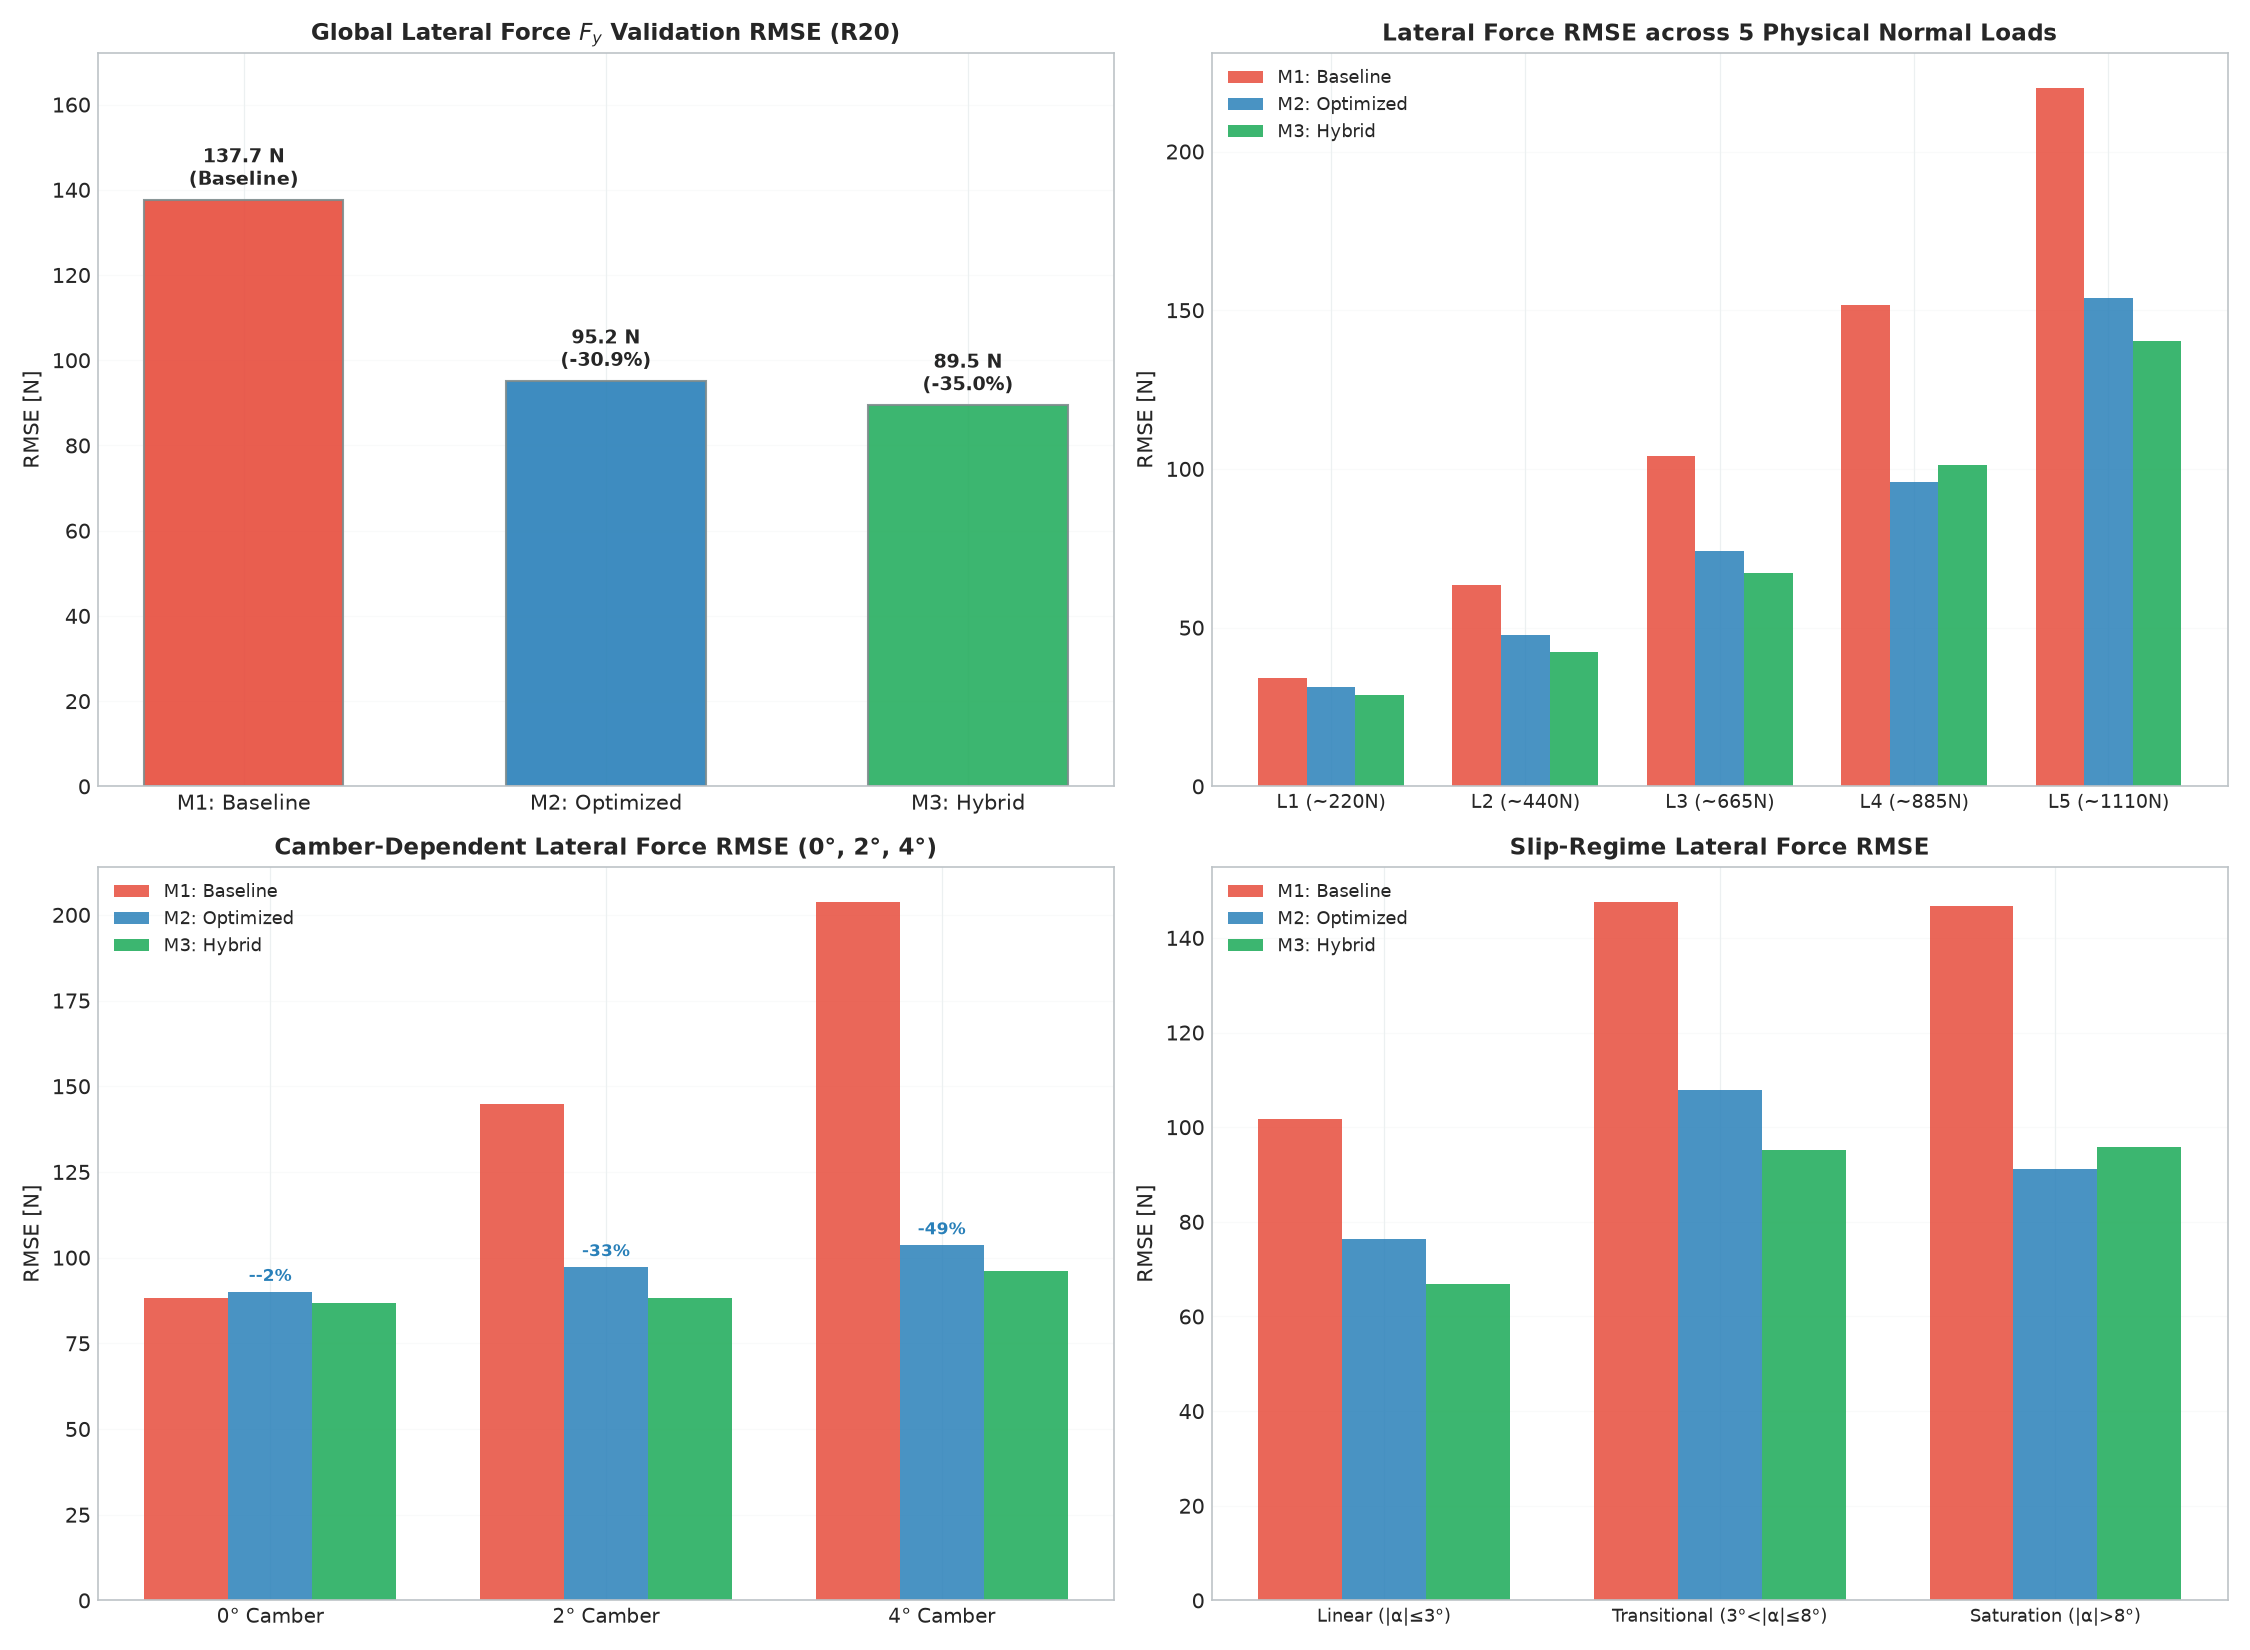 Global Lateral Force Fy Validation RMSE (R20)
RMSE [N]
160
140
120
100
80
60
40
20
0
137.7 N
(Baseline)
95.2 N
(-30.9%)
89.5 N
(-35.0%)
M1: Baseline
M2: Optimized
M3: Hybrid
Lateral Force RMSE across 5 Physical Normal Loads
M1: Baseline
M2: Optimized
M3: Hybrid
RMSE [N]
200
150
100
50
0
L1 (~220N)
L2 (~440N)
L3 (~665N)
L4 (~885N)
L5 (~1110N)
Camber-Dependent Lateral Force RMSE (0°, 2°, 4°)
M1: Baseline
M2: Optimized
M3: Hybrid
RMSE [N]
200
175
150
125
100
75
50
25
0
--2%
-33%
-49%
0° Camber
2° Camber
4° Camber
Slip-Regime Lateral Force RMSE
M1: Baseline
M2: Optimized
M3: Hybrid
RMSE [N]
140
120
100
80
60
40
20
0
Linear (|α|≤3°)
Transitional (3°<|α|≤8°)
Saturation (|α|>8°)